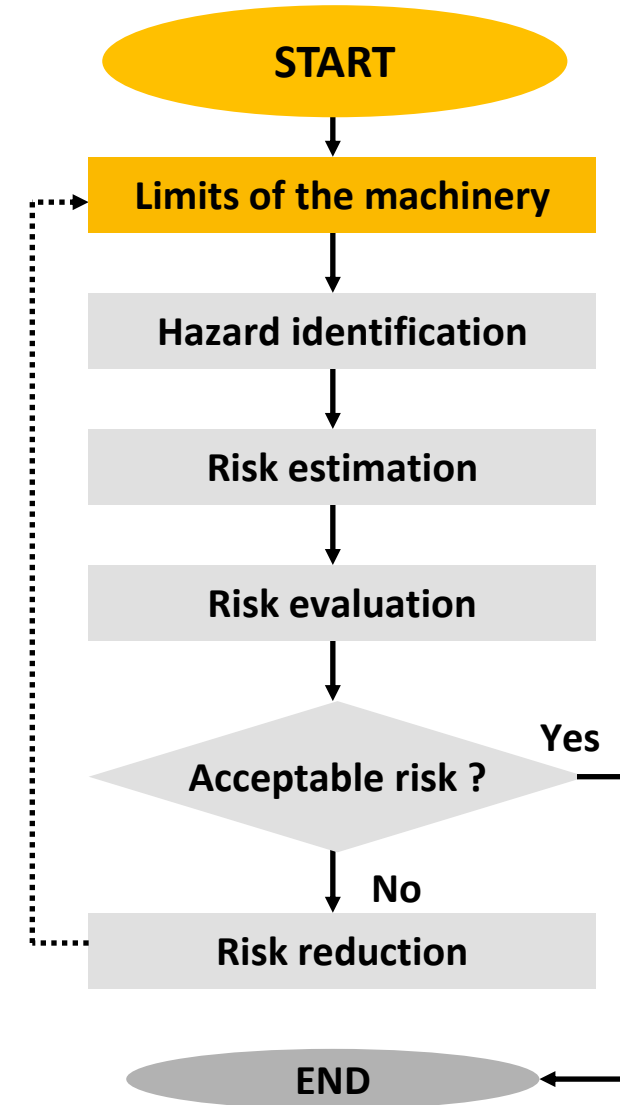 START
Limits of the machinery
Hazard identification
Risk estimation
Risk evaluation
Yes
Acceptable risk ?
No
Risk reduction
END